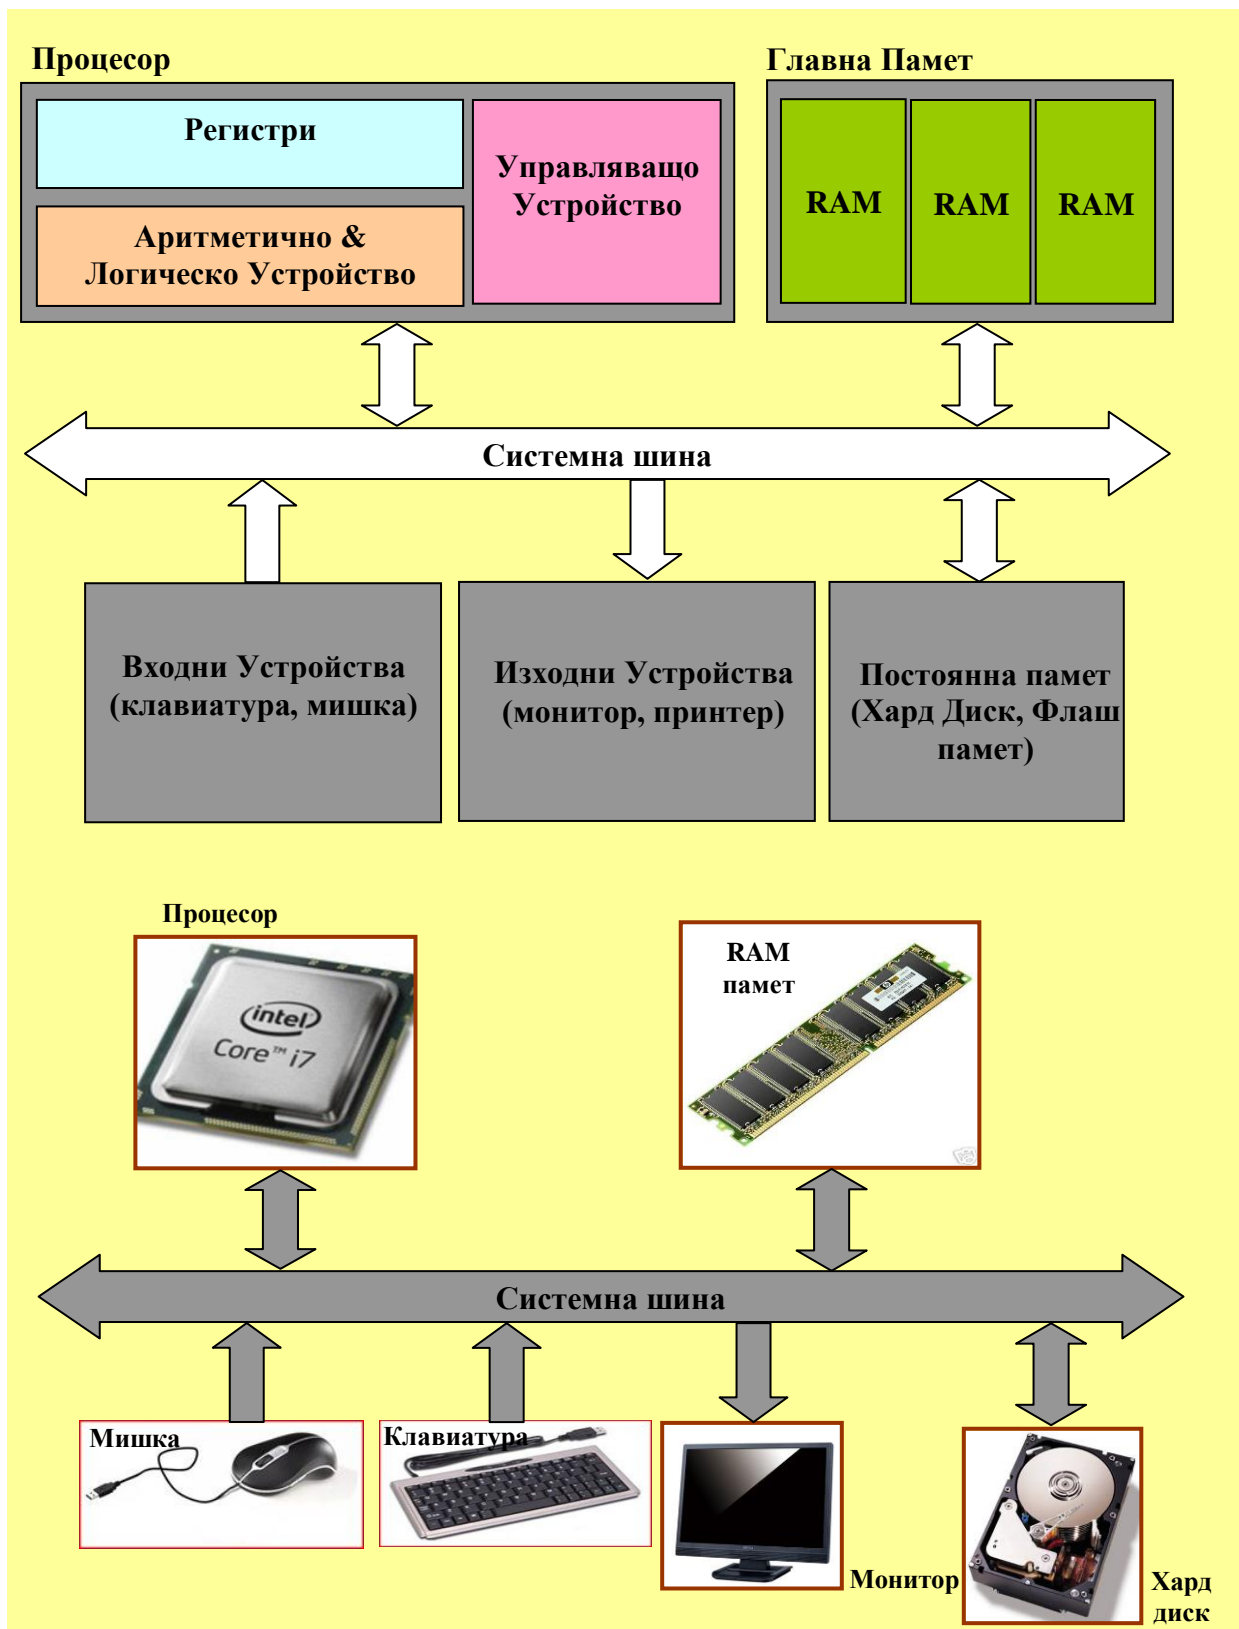 Процесор
Главна Памет
Регистри
Управляващо
Устройство
Аритметично &
Логическо Устройство
RAM
RAM
RAM
Системна шина
Входни Устройства
(клавиатура, мишка)
Изходни Устройства
(монитор, принтер)
Постоянна памет
(Хард Диск, Флаш
памет)
Процесор
intel
Core™ i7
RAM
памет
Системна шина
Мишка
Клавиатура
Монитор
Хард
диск